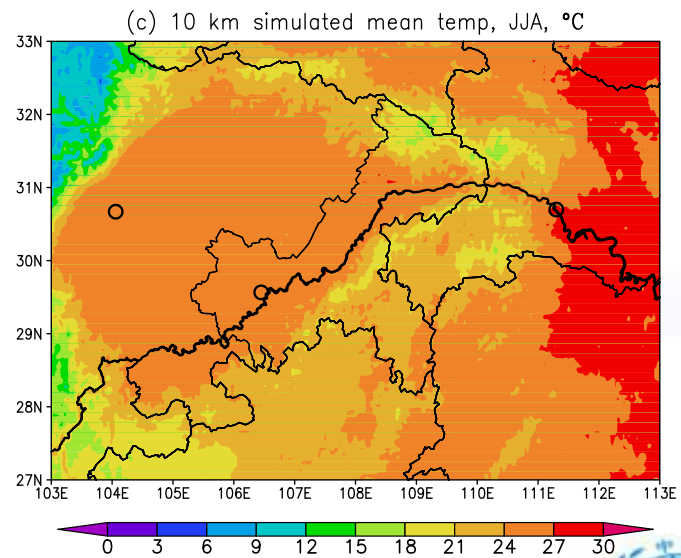 (c) 10 km simulated mean temp, JJA, °C
33N
32N
31N
30N
29N
28N
27N
103E 104E 105E 106E 107E 108E 109E 110E 111E 112E 113E
0 3 6 9 12 15 18 21 24 27 30